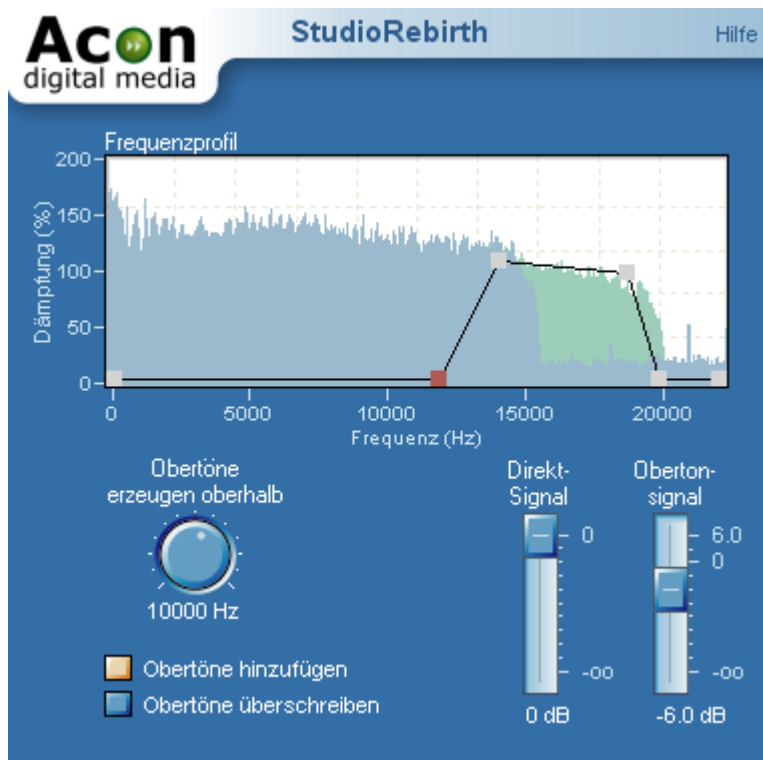 Acon
digital media
StudioRebirth
Hilfe
Frequenzprofil
Dämpfung (%)
200
150
100
50
0
0
5000
10000
15000
20000
Frequenz (Hz)
Obertöne
erzeugen oberhalb
10000 Hz
Obertöne hinzufügen
Obertöne überschreiben
Direkt-
Signal
0
-oo
0 dB
Oberton-
signal
6.0
0
-oo
-6.0 dB